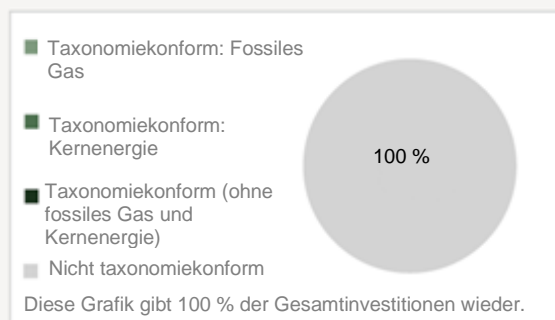 Taxonomiekonform: Fossiles
Gas
Taxonomiekonform:
Kernenergie
Taxonomiekonform (ohne
fossiles Gas und
Kernenergie)
Nicht taxonomiekonform
100 %
Diese Grafik gibt 100 % der Gesamtinvestitionen wieder.